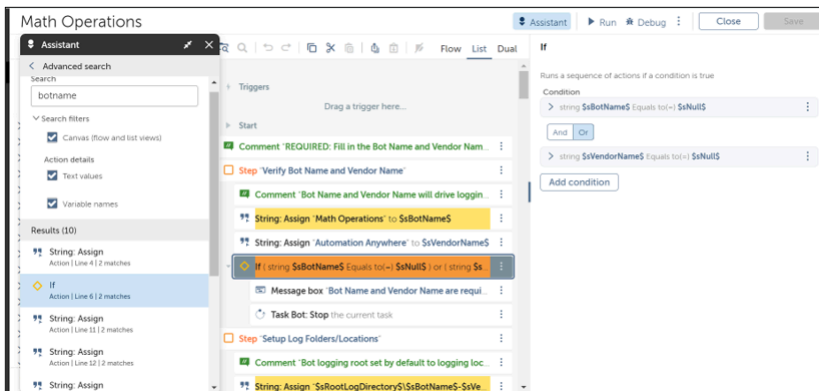 Math Operations
Assistant
Run
Debug
Close
Save
Assistant
Advanced search
Search
botname
Search filters
Canvas (flow and list views)
Action details
Text values
Variable names
Results (10)
String: Assign
Action | Line 4 | 2 matches
If
Action | Line 6 | 2 matches
String: Assign
Action | Line 11 | 2 matches
String: Assign
Action | Line 12 | 2 matches
String: Assign
Flow List Dual
Triggers
Drag a trigger here...
Start
Comment "REQUIRED: Fill in the Bot Name and Vendor Nam...
Step "Verify Bot Name and Vendor Name"
Comment "Bot Name and Vendor Name will drive loggin...
String: Assign "Math Operations" to $sBotName$
String: Assign "Automation Anywhere" to $sVendorName$
If ( string $sBotName$ Equals to(=) $sNull$ ) or ( string $s...
Message box "Bot Name and Vendor Name are requi...
Task Bot: Stop the current task
Step "Setup Log Folders/Locations"
Comment "Bot logging root set by default to logging loc...
String: Assign "$sRootLogDirectory$\$sBotName$-$sVe...
If
Runs a sequence of actions if a condition is true
Condition
string $sBotName$ Equals to(=) $sNull$
And Or
string $sVendorName$ Equals to(=) $sNull$
Add condition